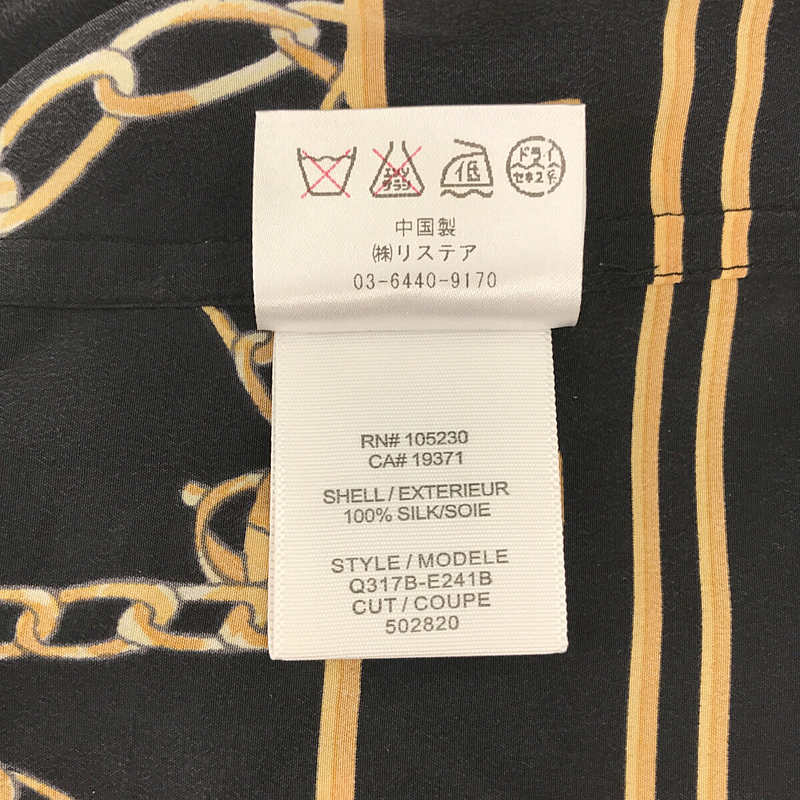 エンソ 低 ドライ
サラシ セキユ系
中国製
㈱リステア
03-6440-9170
RN# 105230
CA# 19371
SHELL / EXTERIEUR
100% SILK/SOIE
STYLE / MODELE
Q317B-E241B
CUT / COUPE
502820